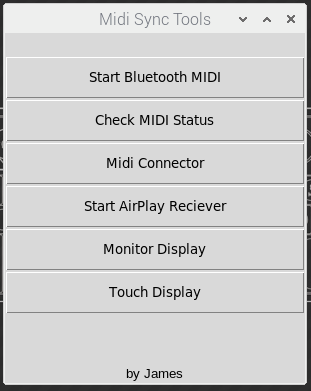 Midi Sync Tools
Start Bluetooth MIDI
Check MIDI Status
Midi Connector
Start AirPlay Reciever
Monitor Display
Touch Display
by James